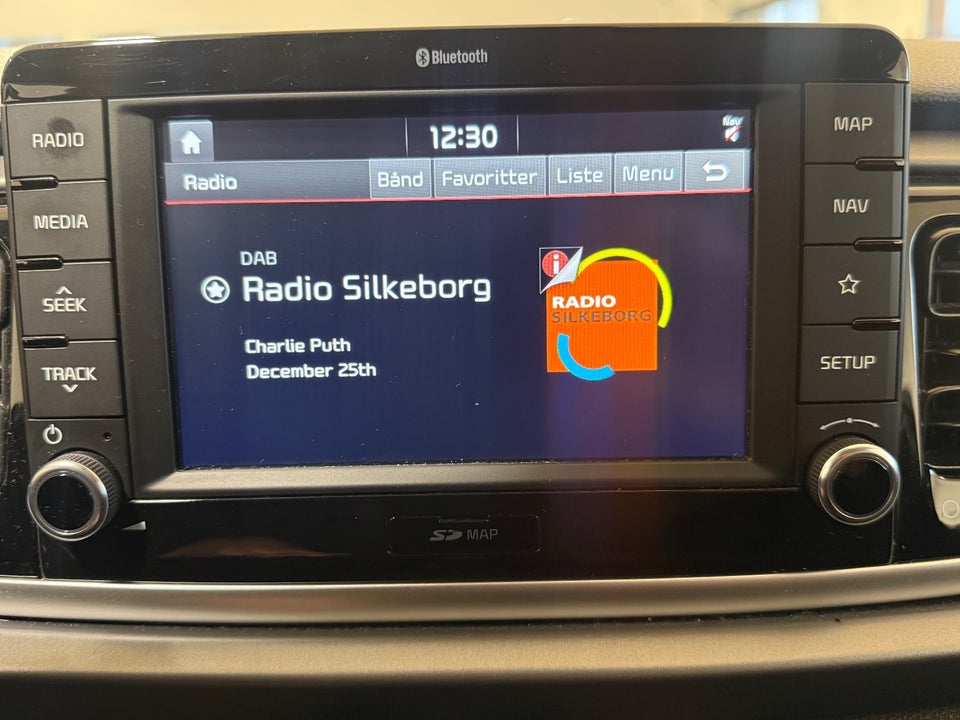 Bluetooth
RADIO
MEDIA
SEEK
TRACK
12:30
Nav
Radio
Bånd
Favoritter
Liste
Menu
DAB
Radio Silkeborg
Charlie Puth
December 25th
i
RADIO
SILKEBORG
MAP
NAV
SETUP
SD MAP